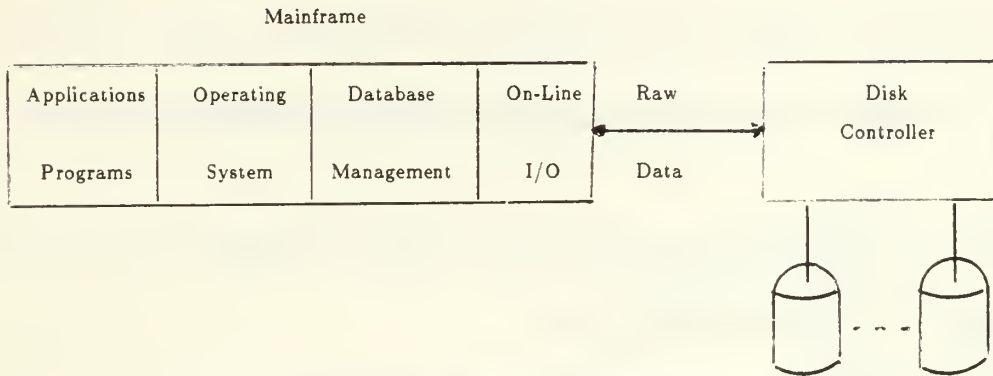 Mainframe
Applications Operating Database On-Line Raw Disk
Controller
Programs System Management I/O Data